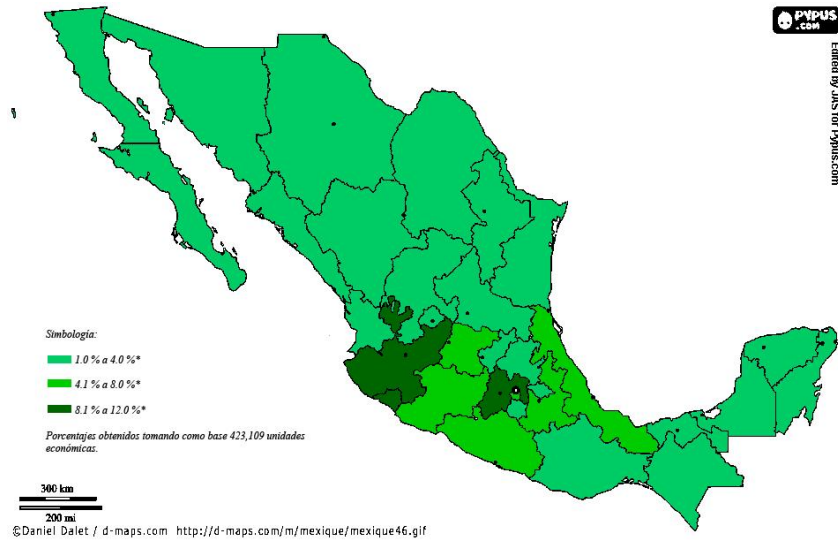 PYPUS
.COM
Edited by JRS for Pypus.com
Simbología:
1.0 % a 4.0 %*
4.1 % a 8.0 %*
8.1 % a 12.0 %*
Porcentajes obtenidos tomando como base 423,109 unidades
económicas.
300 km
200 mi
©Daniel Dalet / d-maps.com http://d-maps.com/m/mexique/mexique46.gif